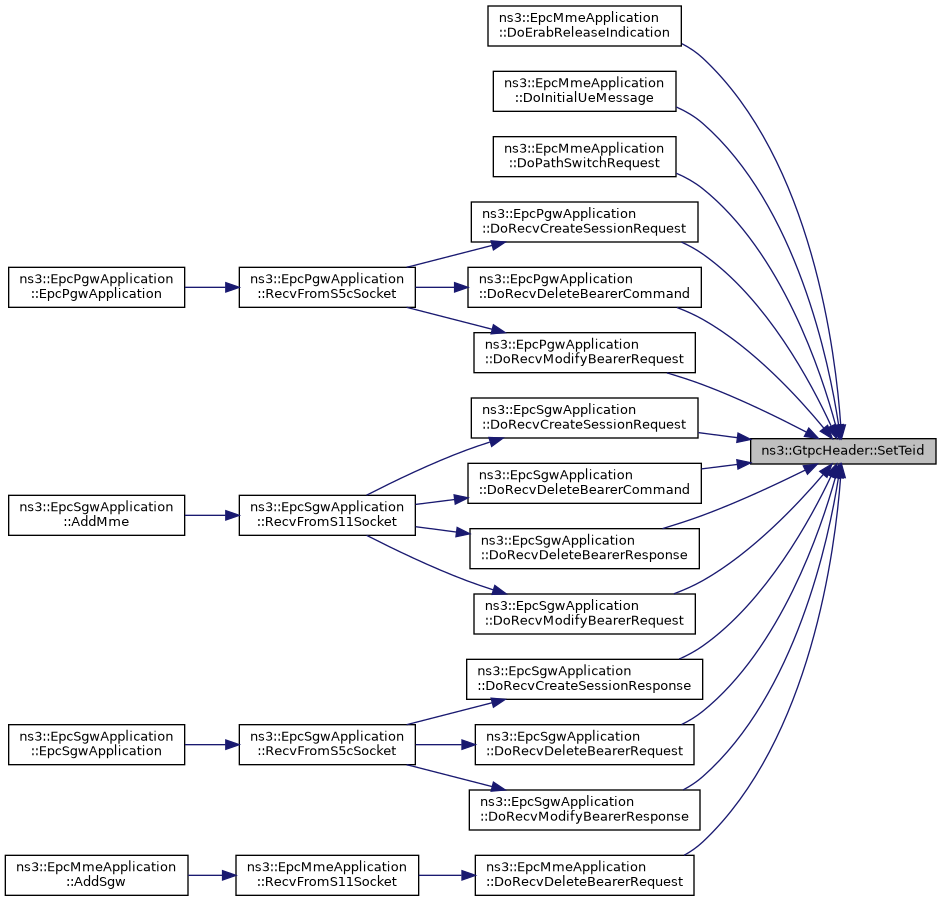 ns3::EpcMmeApplication
::DoErabReleaseIndication
ns3::EpcMmeApplication
::DoInitialUeMessage
ns3::EpcMmeApplication
::DoPathSwitchRequest
ns3::EpcPgwApplication
::DoRecvCreateSessionRequest
ns3::EpcPgwApplication
::EpcPgwApplication
ns3::EpcPgwApplication
::RecvFromS5cSocket
ns3::EpcPgwApplication
::DoRecvDeleteBearerCommand
ns3::EpcPgwApplication
::DoRecvModifyBearerRequest
ns3::EpcSgwApplication
::DoRecvCreateSessionRequest
ns3::GtpcHeader::SetTeid
ns3::EpcSgwApplication
::DoRecvDeleteBearerCommand
ns3::EpcSgwApplication
::AddMme
ns3::EpcSgwApplication
::RecvFromS11Socket
ns3::EpcSgwApplication
::DoRecvDeleteBearerResponse
ns3::EpcSgwApplication
::DoRecvModifyBearerRequest
ns3::EpcSgwApplication
::DoRecvCreateSessionResponse
ns3::EpcSgwApplication
::EpcSgwApplication
ns3::EpcSgwApplication
::RecvFromS5cSocket
ns3::EpcSgwApplication
::DoRecvDeleteBearerRequest
ns3::EpcSgwApplication
::DoRecvModifyBearerResponse
ns3::EpcMmeApplication
::AddSgw
ns3::EpcMmeApplication
::RecvFromS11Socket
ns3::EpcMmeApplication
::DoRecvDeleteBearerRequest